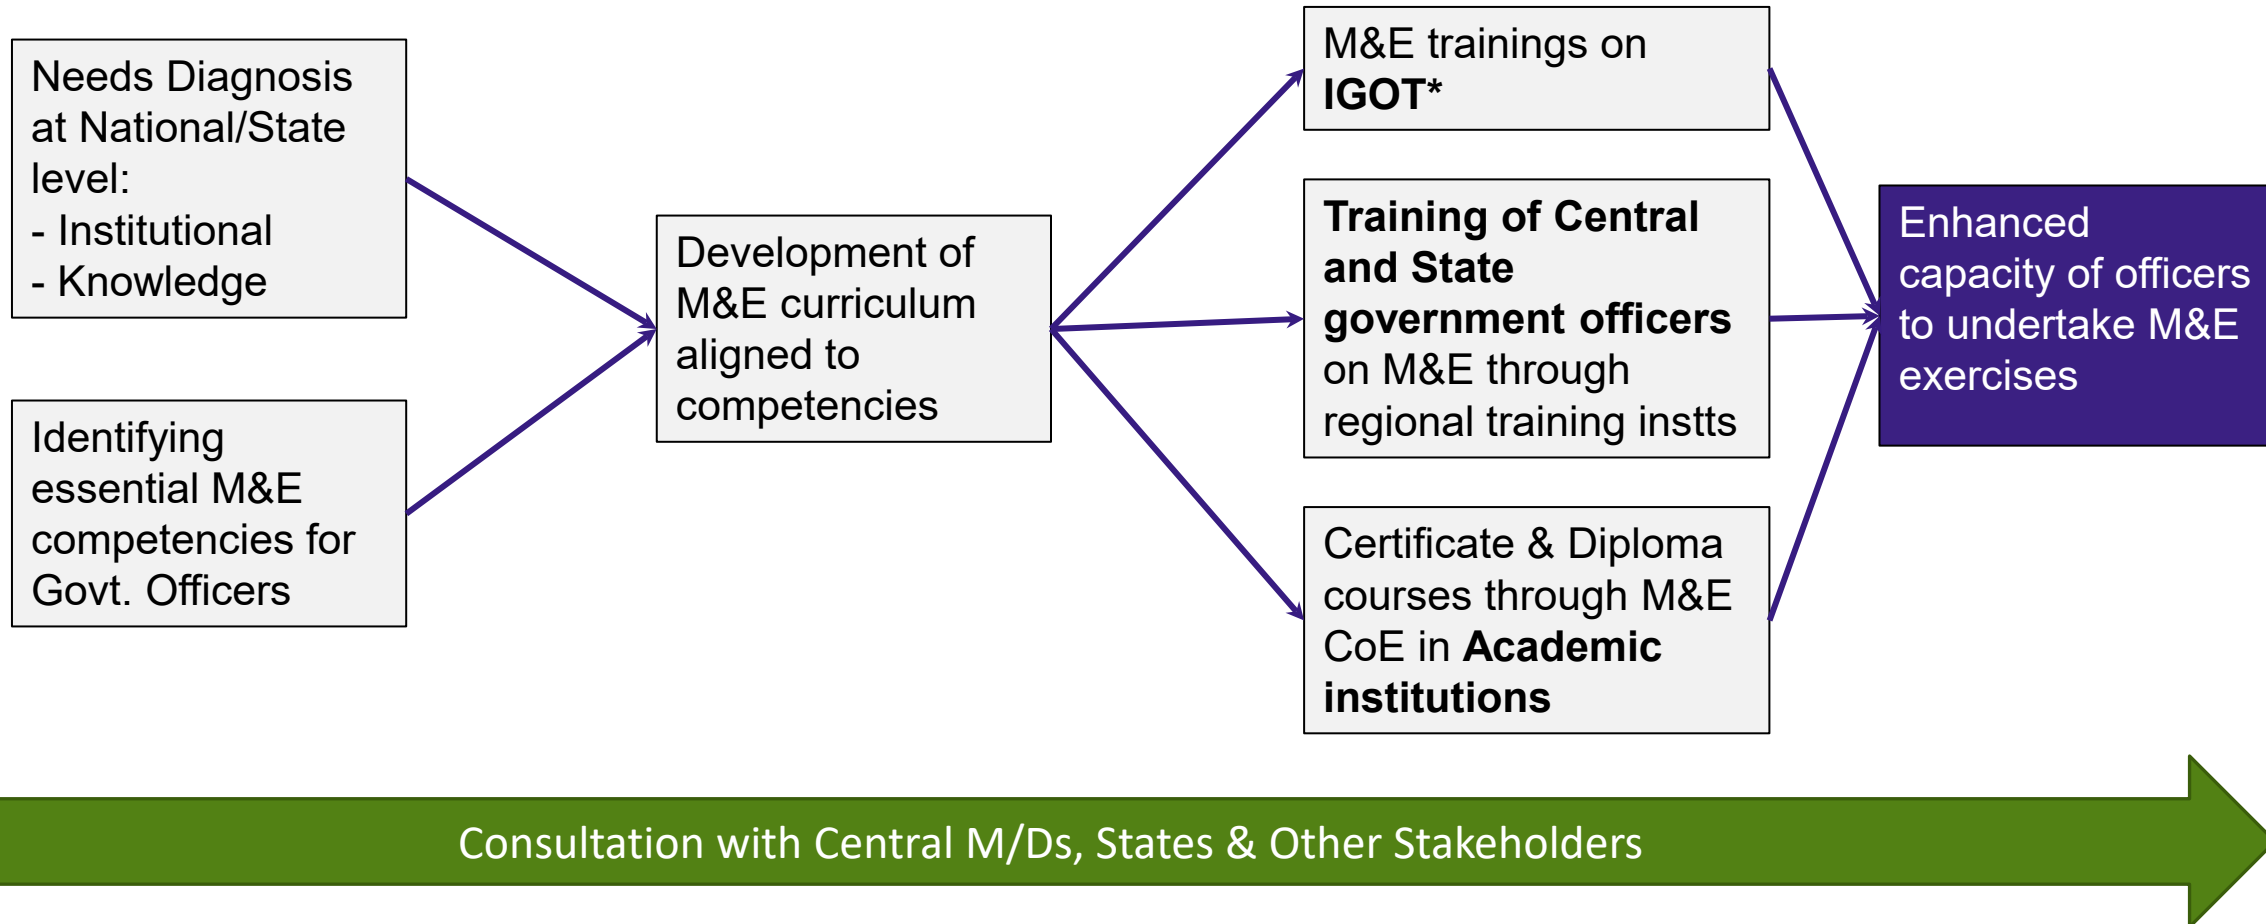 Needs Diagnosis
at National/State
level:
- Institutional
- Knowledge
Identifying
essential M&E
competencies for
Govt. Officers
Development of
M&E curriculum
aligned to
competencies
M&E trainings on
IGOT*
Training of Central
and State
government officers
on M&E through
regional training instts
Certificate & Diploma
courses through M&E
CoE in Academic
institutions
Enhanced
capacity of officers
to undertake M&E
exercises
Consultation with Central M/Ds, States & Other Stakeholders